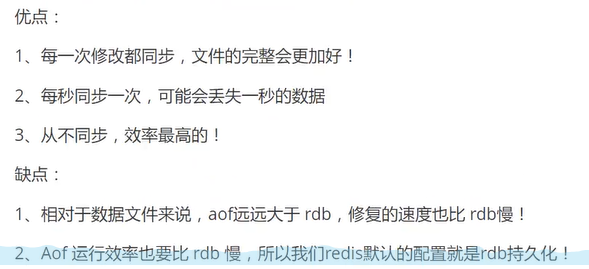 优点：
1、每一次修改都同步，文件的完整会更加好！
2、每秒同步一次，可能会丢失一秒的数据
3、从不同步，效率最高的！
缺点：
1、相对于数据文件来说，aof远远大于 rdb，修复的速度也比 rdb慢！
2、Aof 运行效率也要比 rdb 慢，所以我们redis默认的配置就是rdb持久化！